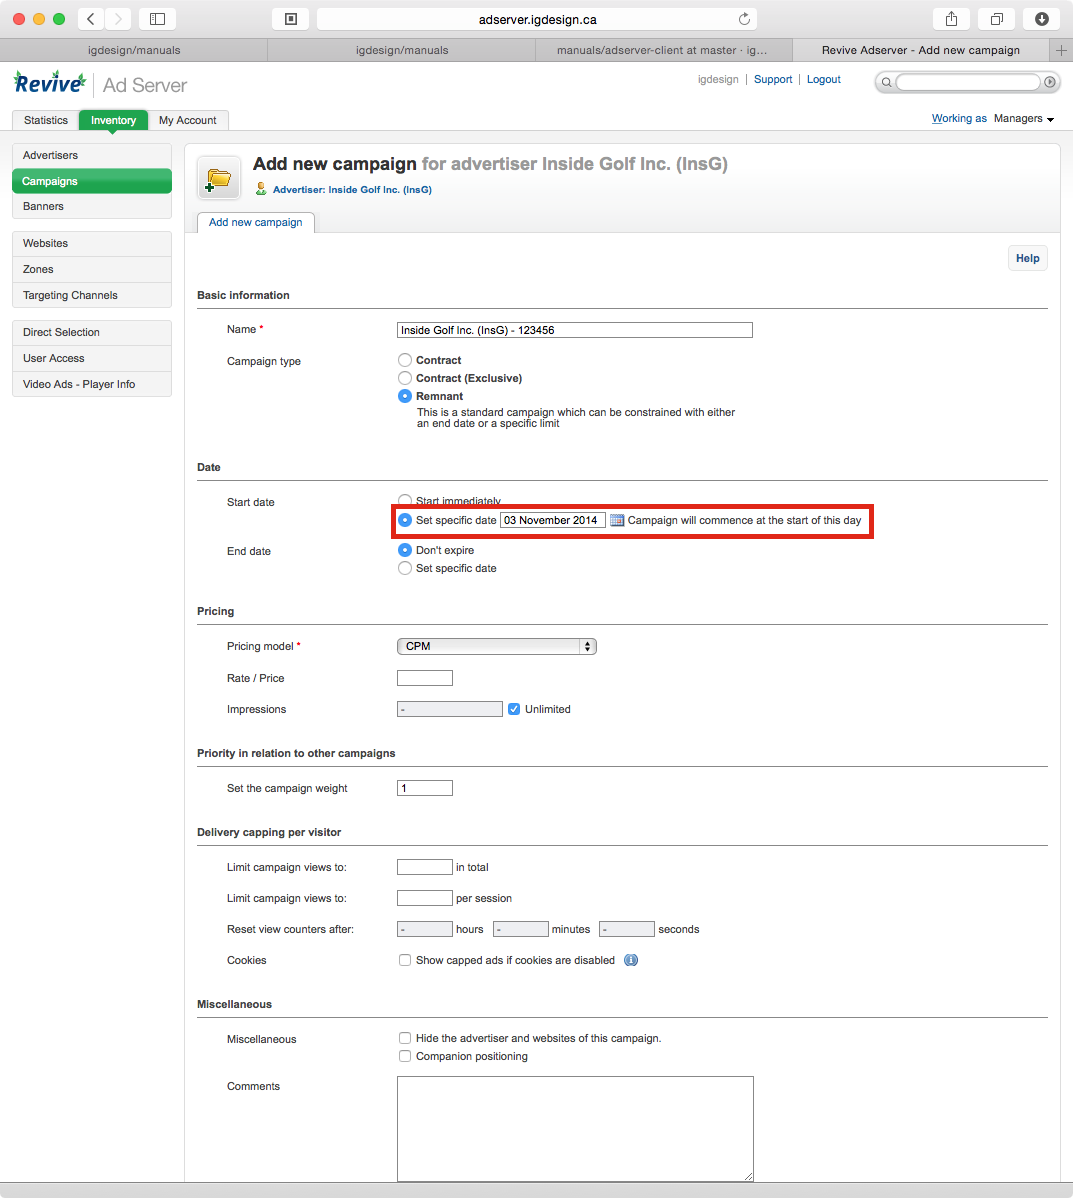 adserver.igdesign.ca
igdesign/manuals
igdesign/manuals
manuals/adserver-client at master · ig...
Revive Adserver - Add new campaign
Revive Ad Server
igdesign | Support | Logout
Statistics
Inventory
My Account
Working as Managers
Advertisers
Campaigns
Banners
Websites
Zones
Targeting Channels
Direct Selection
User Access
Video Ads - Player Info
Add new campaign for advertiser Inside Golf Inc. (InsG)
Advertiser: Inside Golf Inc. (InsG)
Add new campaign
Help
Basic information
Name * Inside Golf Inc. (InsG) - 123456
Campaign type
Contract
Contract (Exclusive)
Remnant
This is a standard campaign which can be constrained with either
an end date or a specific limit
Date
Start date
Start immediately
Set specific date 03 November 2014 Campaign will commence at the start of this day
End date
Don't expire
Set specific date
Pricing
Pricing model * CPM
Rate / Price
Impressions - Unlimited
Priority in relation to other campaigns
Set the campaign weight 1
Delivery capping per visitor
Limit campaign views to: in total
Limit campaign views to: per session
Reset view counters after: - hours - minutes - seconds
Cookies Show capped ads if cookies are disabled
Miscellaneous
Miscellaneous
Hide the advertiser and websites of this campaign.
Companion positioning
Comments